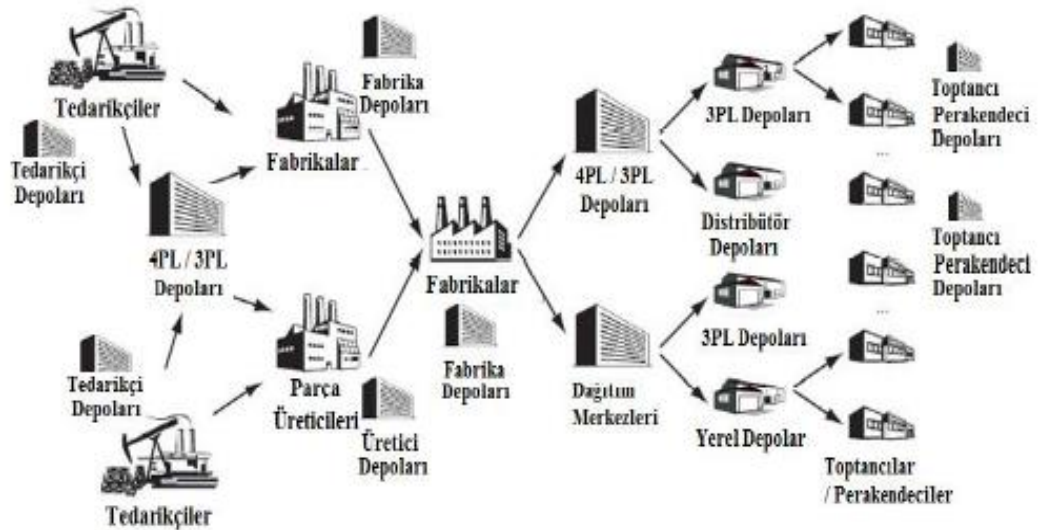 Tedarikçiler
Tedarikçi
Depoları
4PL / 3PL
Depoları
Tedarikçi
Depoları
Tedarikçiler
Fabrika
Depoları
Fabrikalar
Parça
Üreticileri
Üretici
Depoları
Fabrikalar
Fabrika
Depoları
4PL / 3PL
Depoları
Dağıtım
Merkezleri
3PL Depoları
Distribütör
Depoları
3PL Depoları
Yerel Depolar
Toptancı
Perakendeci
Depoları
...
Toptancı
Perakendeci
Depoları
...
Toptancılar
/ Perakendeciler